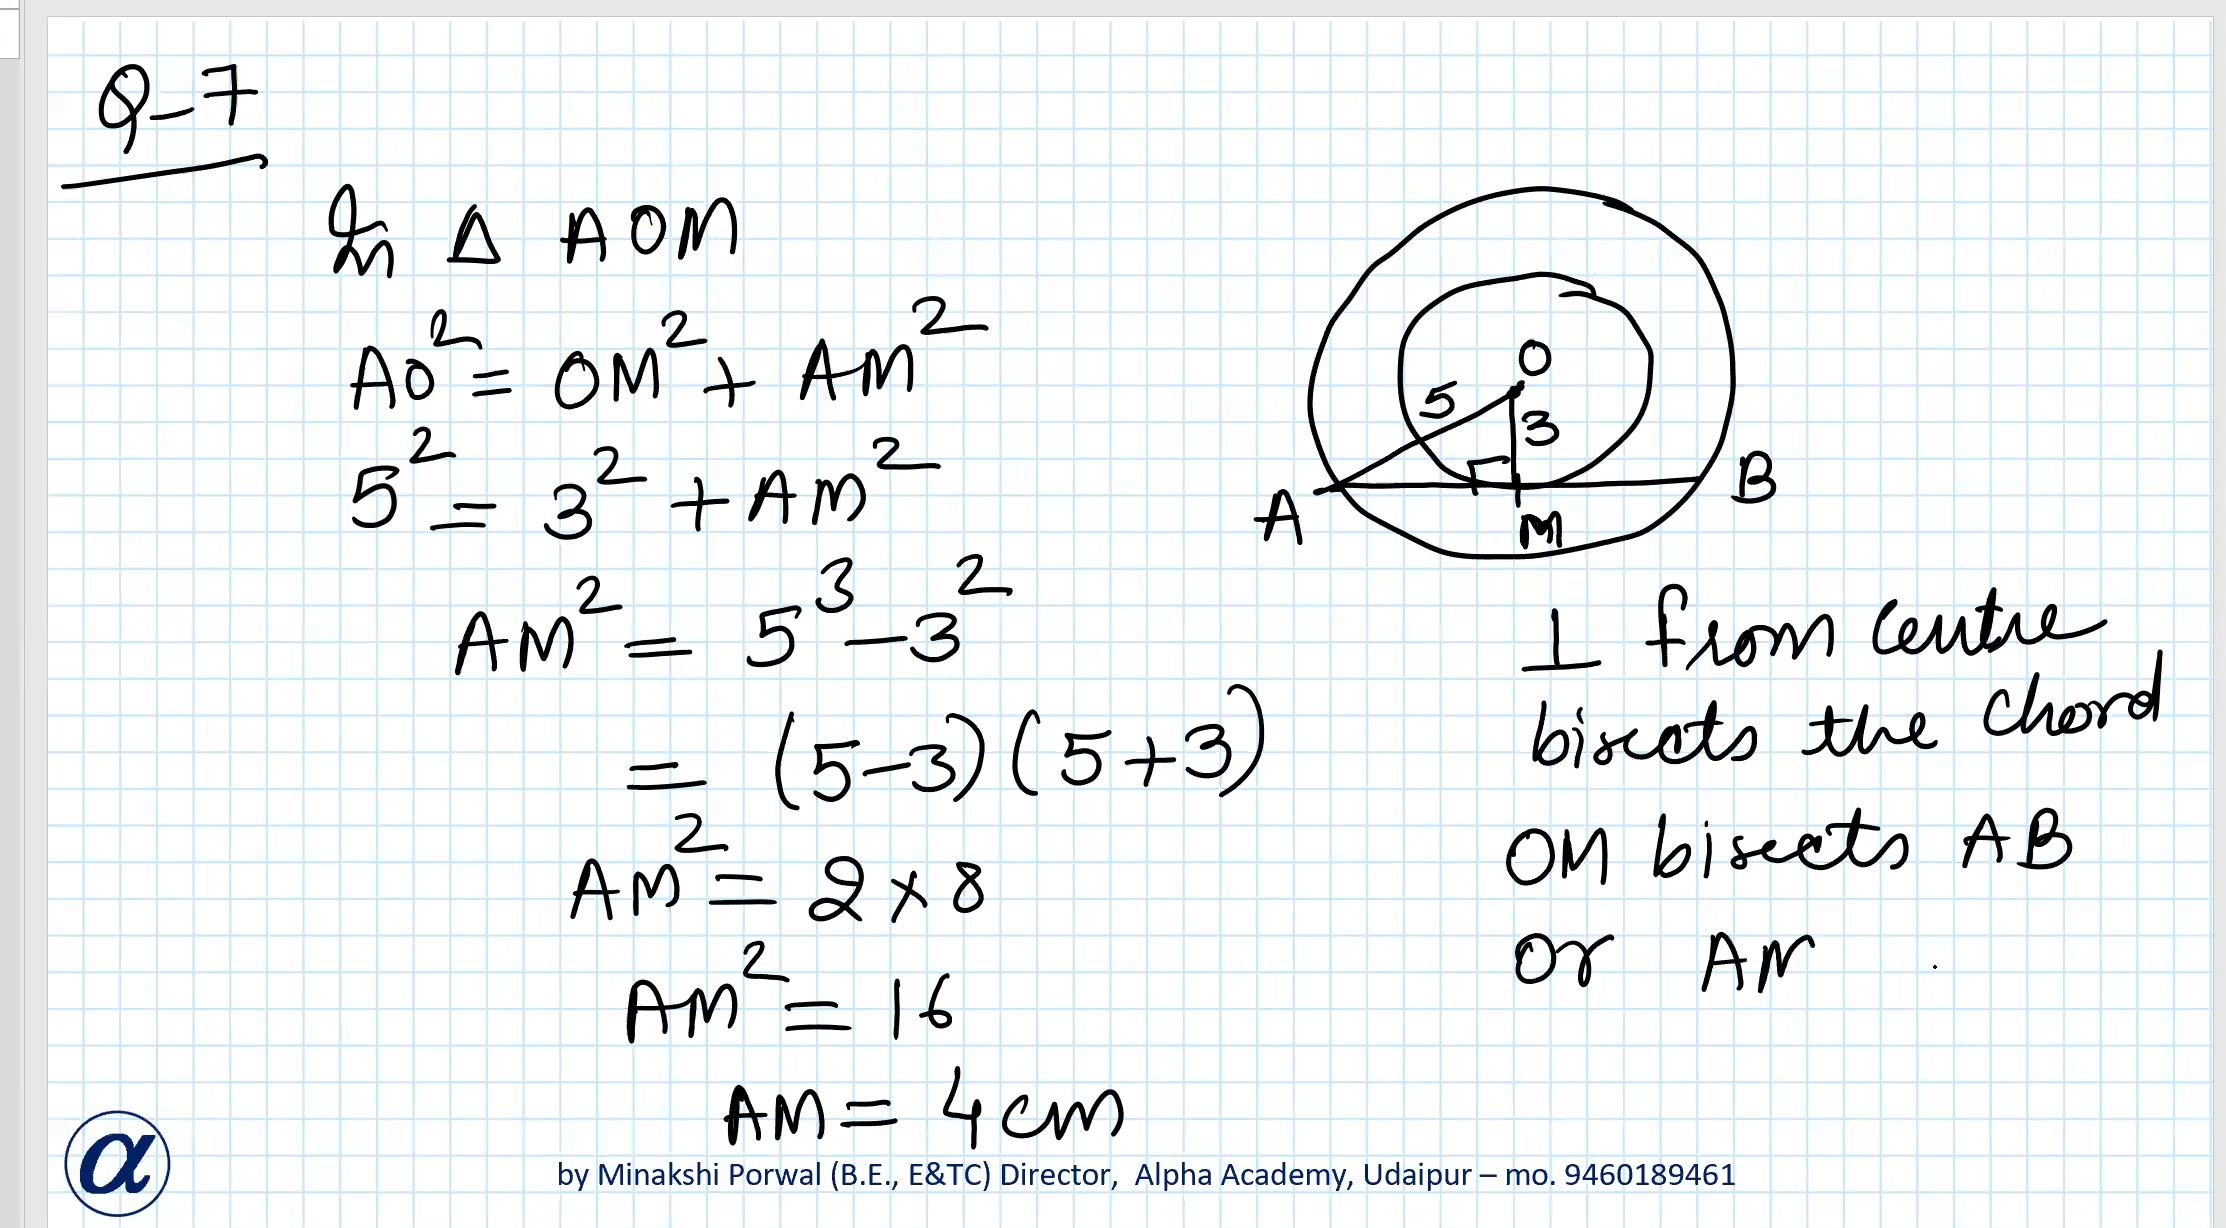 Q-7
In Δ AOM
AO² = OM² + AM²
5² = 3² + AM²
AM² = 5³ - 3²
= (5-3)(5+3)
AM² = 2 × 8
AM² = 16
AM = 4 cm
O
5
3
A
B
M
⊥ from centre
bisects the chord
OM bisects AB
or AM
α
by Minakshi Porwal (B.E., E&TC) Director, Alpha Academy, Udaipur – mo. 9460189461